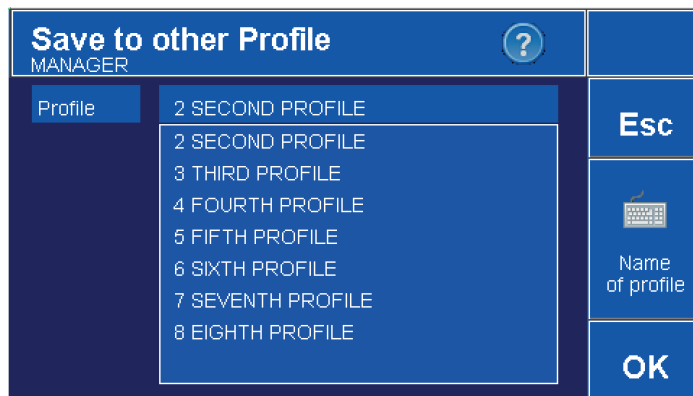 Save to other Profile
MANAGER
?
Profile
2 SECOND PROFILE
2 SECOND PROFILE
3 THIRD PROFILE
4 FOURTH PROFILE
5 FIFTH PROFILE
6 SIXTH PROFILE
7 SEVENTH PROFILE
8 EIGHTH PROFILE
Esc
Name
of profile
OK